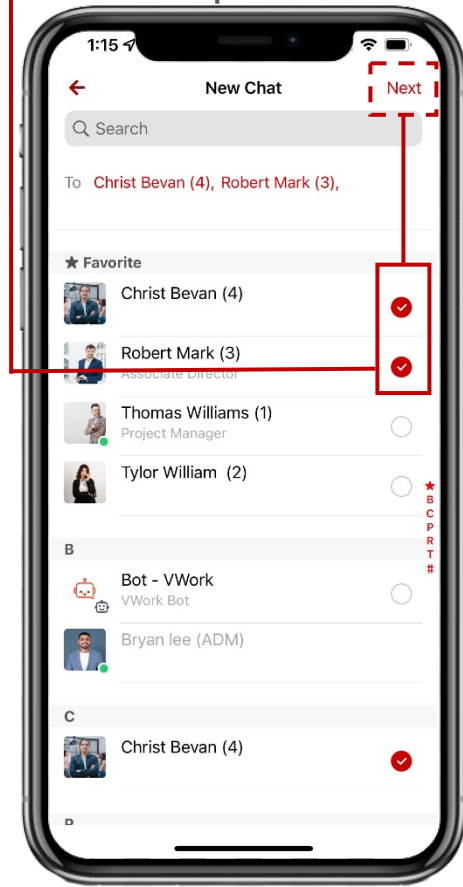 1:15
New Chat
Next
Search
To Christ Bevan (4), Robert Mark (3),
★ Favorite
Christ Bevan (4)
Robert Mark (3)
Associate Director
Thomas Williams (1)
Project Manager
Tylor William (2)
★
B
C
P
R
T
#
B
Bot - VWork
VWork Bot
Bryan lee (ADM)
C
Christ Bevan (4)